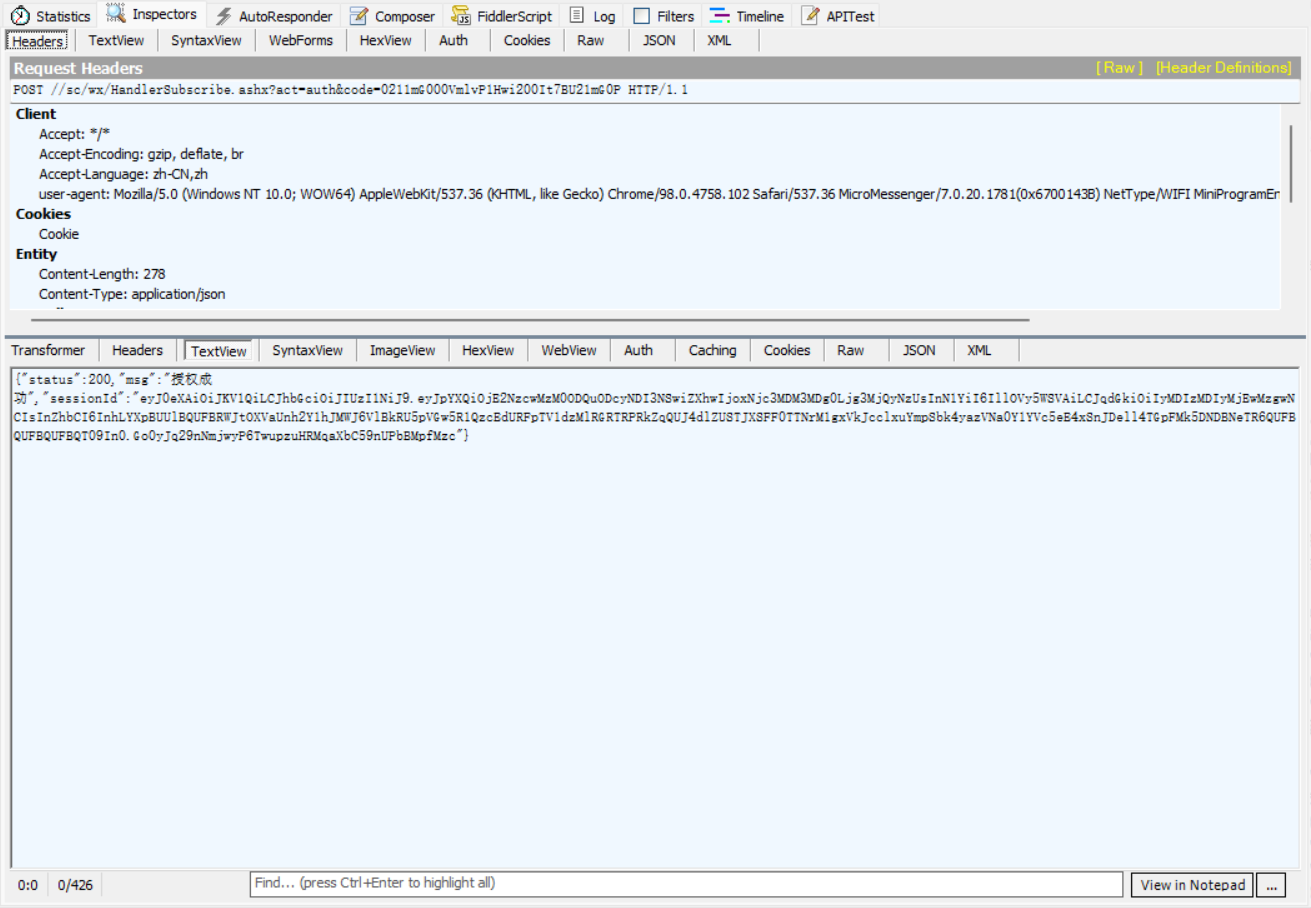 Statistics Inspectors AutoResponder Composer FiddlerScript Log Filters Timeline APITest
Headers TextView SyntaxView WebForms HexView Auth Cookies Raw JSON XML
Request Headers [ Raw ] [Header Definitions]
POST //sc/wx/HandlerSubscribe.ashx?act=auth&code=0211mG000VmlvP1Hwi200It7BU21mG0P HTTP/1.1
Client
Accept: */*
Accept-Encoding: gzip, deflate, br
Accept-Language: zh-CN,zh
user-agent: Mozilla/5.0 (Windows NT 10.0; WOW64) AppleWebKit/537.36 (KHTML, like Gecko) Chrome/98.0.4758.102 Safari/537.36 MicroMessenger/7.0.20.1781(0x6700143B) NetType/WIFI MiniProgramEn
Cookies
Cookie
Entity
Content-Length: 278
Content-Type: application/json
Transformer Headers TextView SyntaxView ImageView HexView WebView Auth Caching Cookies Raw JSON XML
{"status":200,"msg":"授权成
功","sessionId":"
0:0 0/426 Find... (press Ctrl+Enter to highlight all) View in Notepad ...